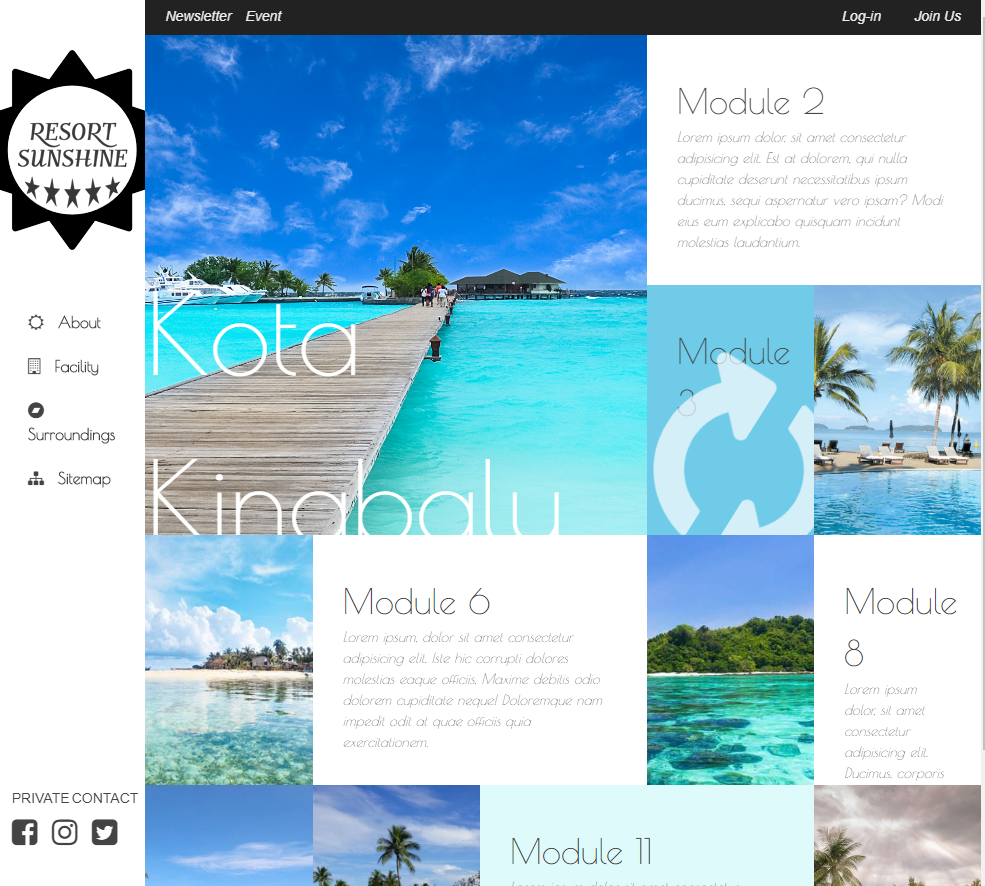 Newsletter Event Log-in Join Us
RESORT
SUNSHINE
About
Facility
Surroundings
Sitemap
PRIVATE CONTACT
Kota
Kinabalu
Module 2
Lorem ipsum dolor, sit amet consectetur
adipisicing elit. Est at dolorem, qui nulla
cupiditate deserunt necessitatibus ipsum
ducimus, sequi aspernatur vero ipsam? Modi
eius eum explicabo quisquam incidunt
molestias laudantium.
Module
3
Module 6
Lorem ipsum, dolor sit amet consectetur
adipisicing elit. Iste hic corrupti dolores
molestias eaque officiis. Maxime debitis odio
dolorem cupiditate neque! Doloremque nam
impedit odit at quae officiis quia
exercitationem.
Module
8
Lorem ipsum
dolor, sit amet
consectetur
adipisicing elit.
Ducimus, corporis
Module 11